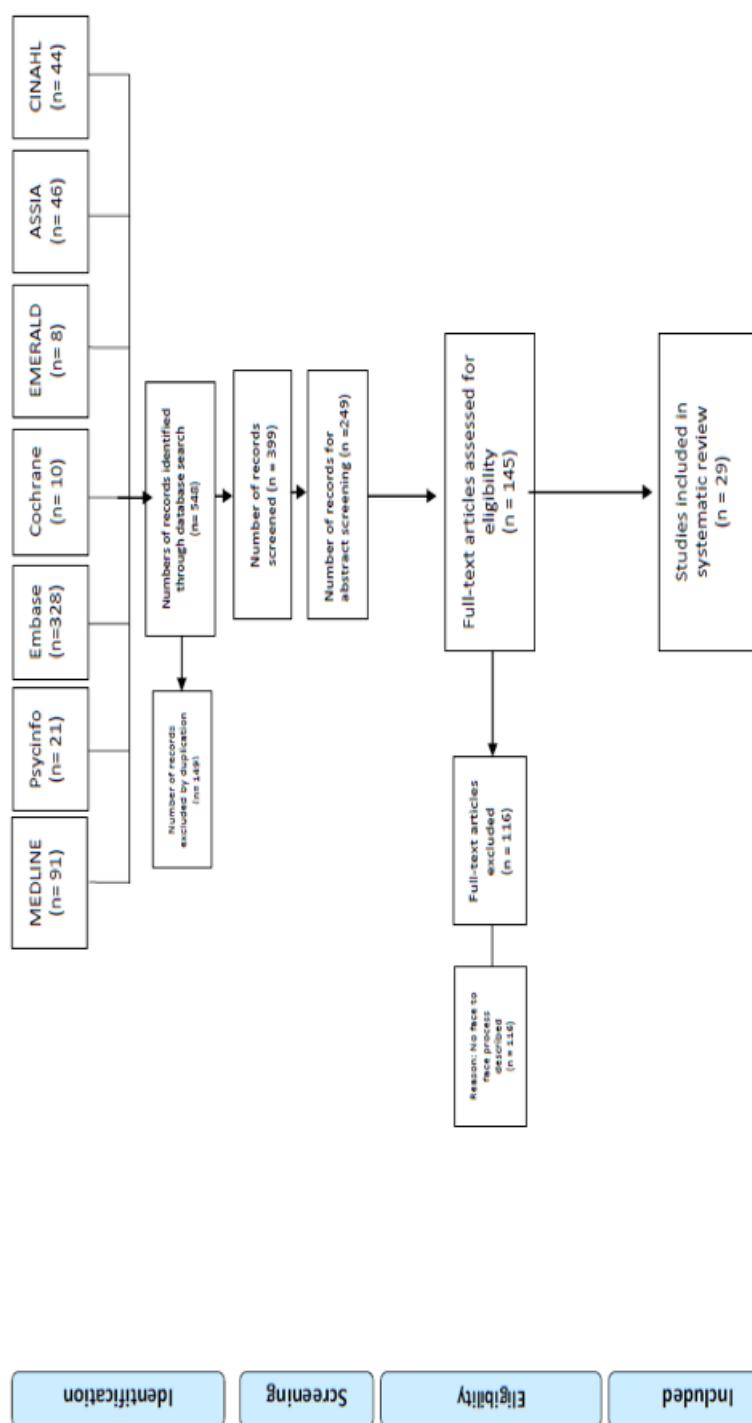 MEDLINE
(n= 91)
Psycinfo
(n= 21)
Embase
(n=328)
Cochrane
(n= 10)
EMERALD
(n= 8)
ASSIA
(n= 46)
CINAHL
(n= 44)
Numbers of records identified
through database search
(n= 548)
Number of records
excluded by duplication
(n= 149)
Number of records
screened (n = 399)
Number of records for
abstract screening (n =249)
Full-text articles assessed for
eligibility
(n = 145)
Full-text articles
excluded
(n = 116)
Reason: No face to
face process
described
(n = 116)
Studies included in
systematic review
(n = 29)
Identification
Screening
Eligibility
Included